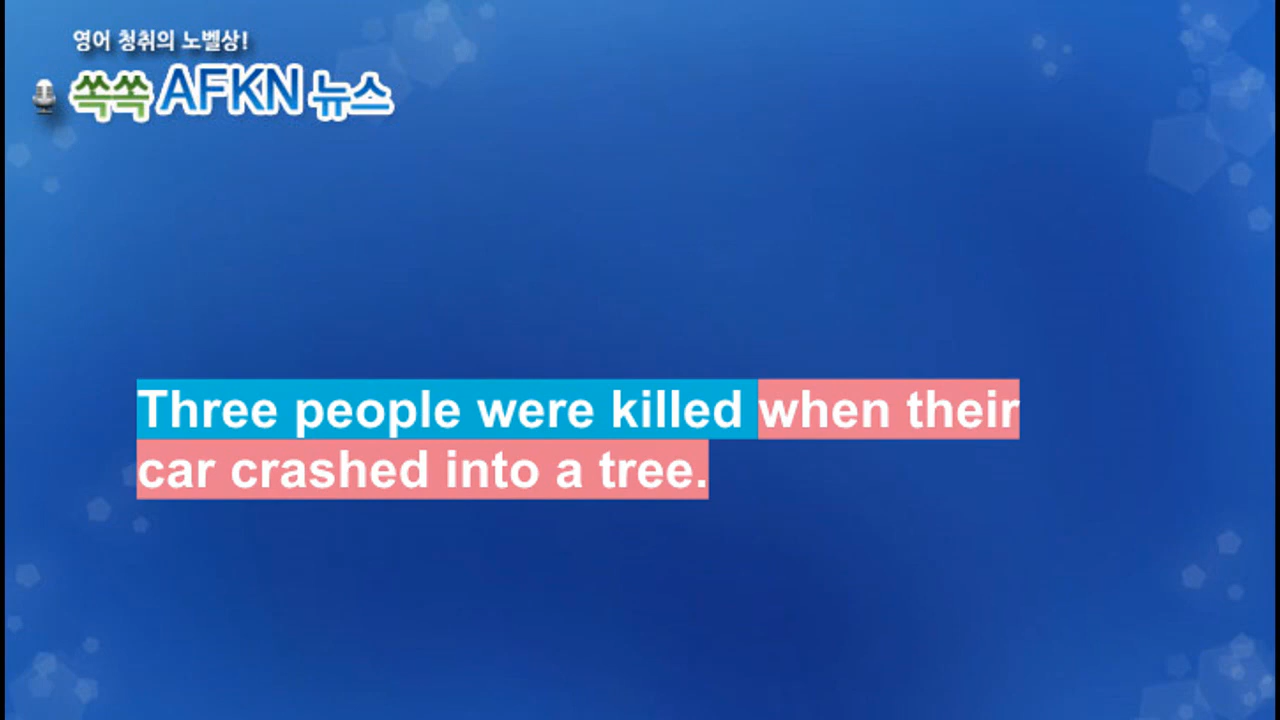 영어 청취의 노벨상!
쏙쏙 AFKN 뉴스
Three people were killed when their
car crashed into a tree.